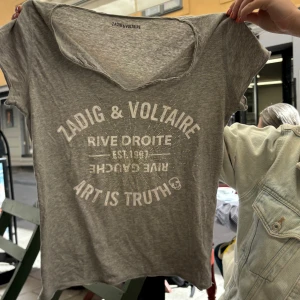 ZADIG & VOLTAIRE
RIVE DROITE
EST.1997
RIVE GAUCHE
ART IS TRUTH